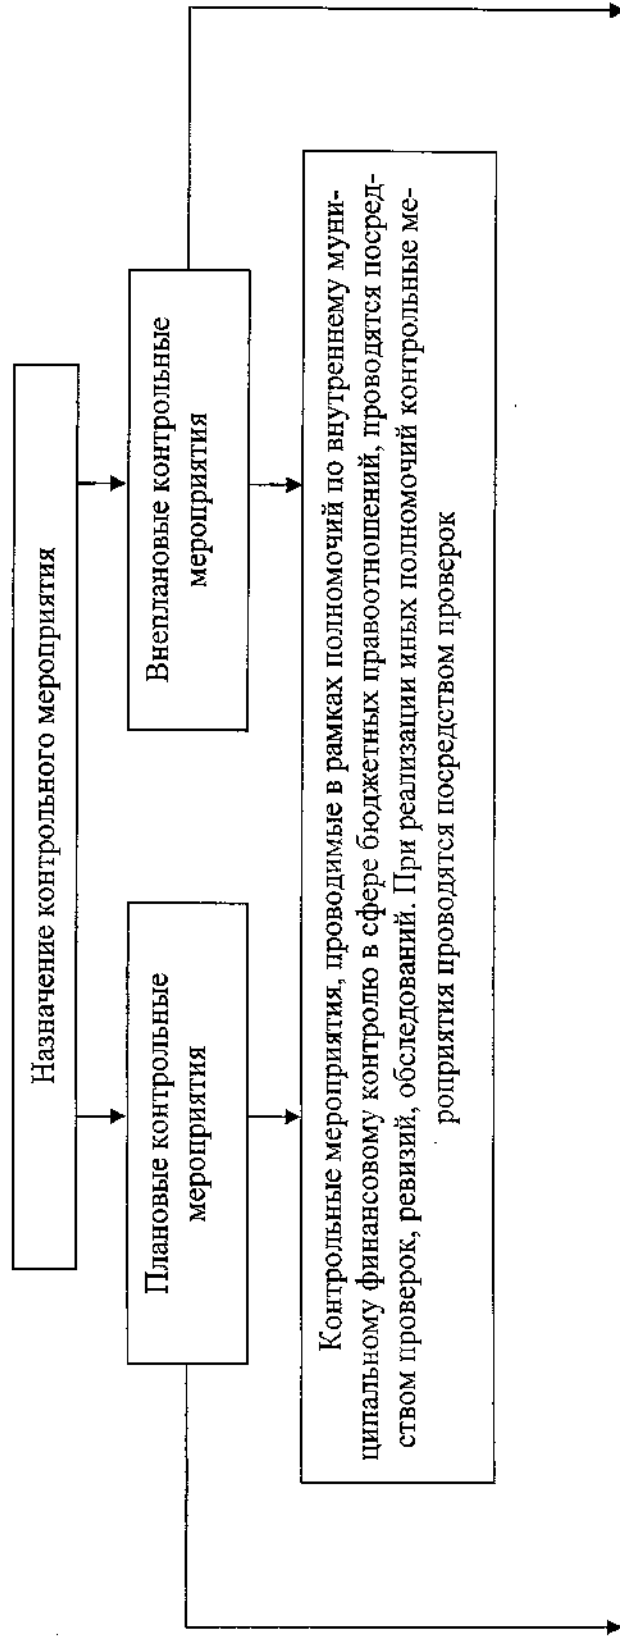 Назначение контрольного мероприятия
Плановые контрольные
мероприятия
Внеплановые контрольные
мероприятия
Контрольные мероприятия, проводимые в рамках полномочий по внутреннему муни-
ципальному финансовому контролю в сфере бюджетных правоотношений, проводятся посред-
ством проверок, ревизий, обследований. При реализации иных полномочий контрольные ме-
роприятия проводятся посредством проверок